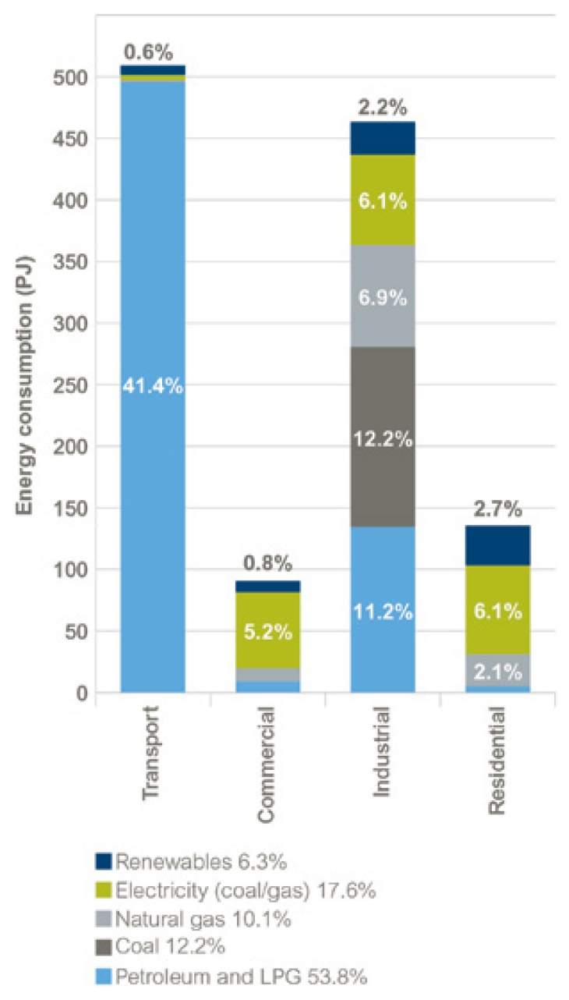 0.6%
500
2.2%
450
400
6.1%
350
6.9%
300
250
41.4%
200
12.2%
150
2.7%
100
0.8%
11.2%
6.1%
50
5.2%
2.1%
0
Energy consumption (PJ)
Transport
Commercial
Industrial
Residential
Renewables 6.3%
Electricity (coal/gas) 17.6%
Natural gas 10.1%
Coal 12.2%
Petroleum and LPG 53.8%